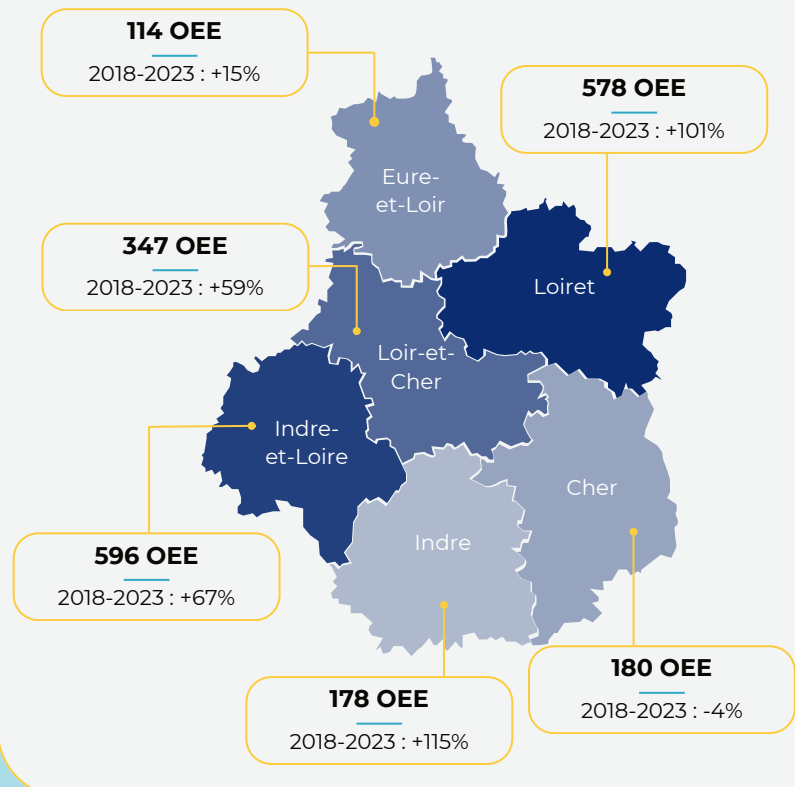 114 OEE
2018-2023 : +15%
578 OEE
2018-2023 : +101%
Eure-
et-Loir
347 OEE
2018-2023 : +59%
Loiret
Loir-et-
Cher
Indre-
et-Loire
Cher
Indre
596 OEE
2018-2023 : +67%
180 OEE
2018-2023 : -4%
178 OEE
2018-2023 : +115%